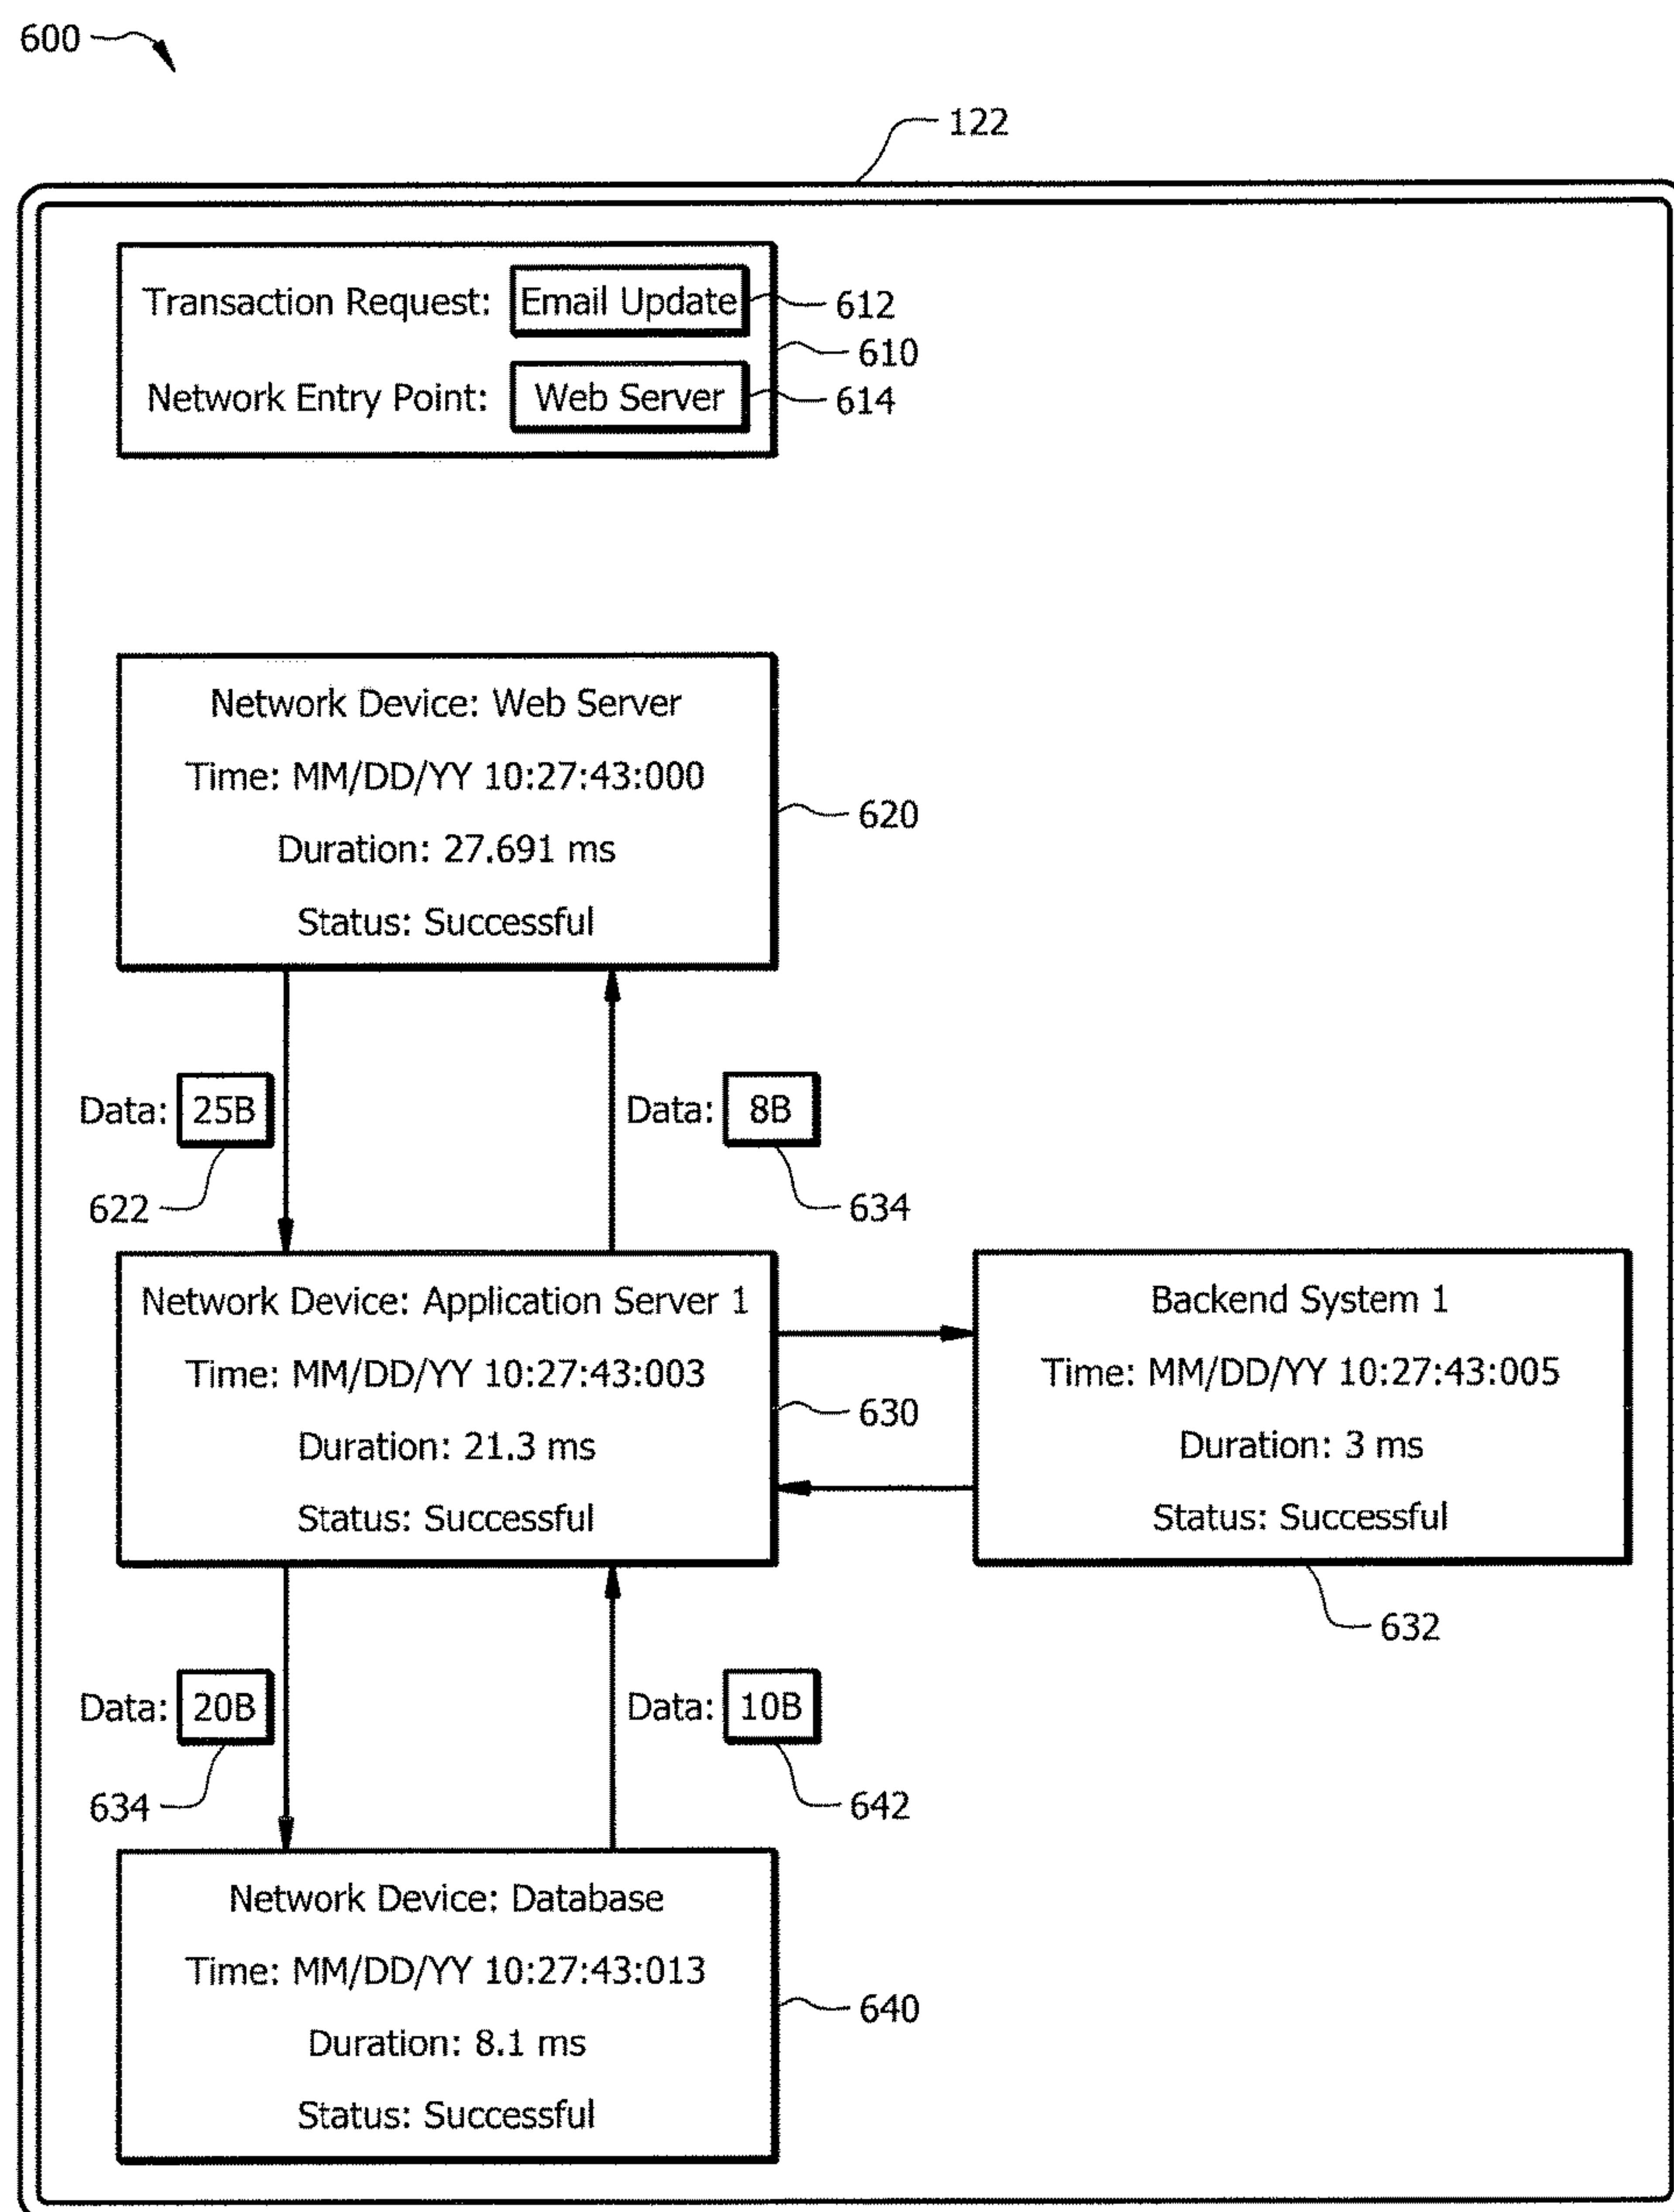 600
122
Transaction Request: Email Update
612
610
Network Entry Point: Web Server
614
Network Device: Web Server
Time: MM/DD/YY 10:27:43:000
620
Duration: 27.691 ms
Status: Successful
Data: 25B
Data: 8B
622
634
Network Device: Application Server 1
Time: MM/DD/YY 10:27:43:003
630
Duration: 21.3 ms
Status: Successful
Backend System 1
Time: MM/DD/YY 10:27:43:005
Duration: 3 ms
Status: Successful
632
Data: 20B
Data: 10B
634
642
Network Device: Database
Time: MM/DD/YY 10:27:43:013
640
Duration: 8.1 ms
Status: Successful